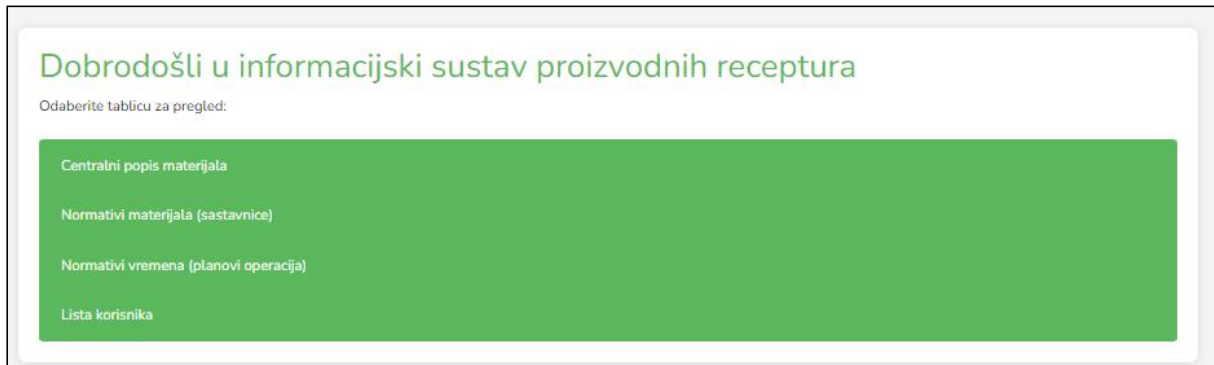 Dobrodošli u informacijski sustav proizvodnih receptura
Odaberite tablicu za pregled:
Centralni popis materijala
Normativi materijala (sastavnice)
Normativi vremena (planovi operacija)
Lista korisnika